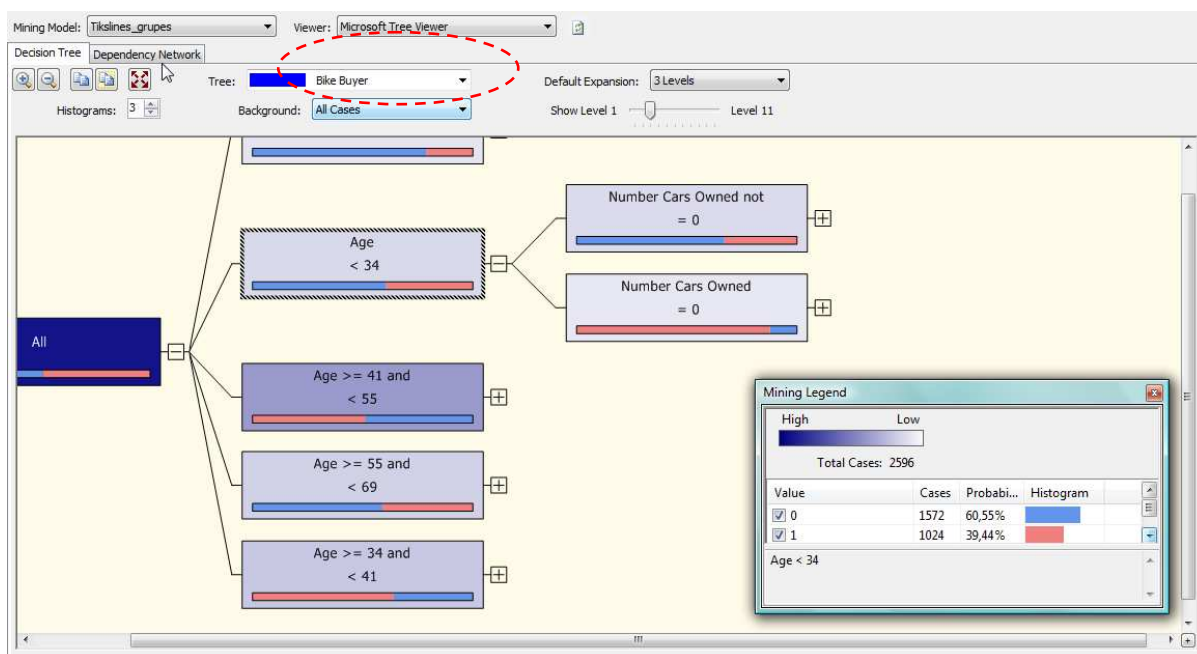 Mining Model: Tikslines_grupes Viewer: Microsoft Tree Viewer
Decision Tree Dependency Network
Tree: Bike Buyer Default Expansion: 3 Levels
Histograms: 3 Background: All Cases Show Level 1 Level 11
Number Cars Owned not
= 0
Age
< 34
Number Cars Owned
= 0
All
Age >= 41 and
< 55
Age >= 55 and
< 69
Age >= 34 and
< 41
Mining Legend
High Low
Total Cases: 2596
Value Cases Probabi... Histogram
0 1572 60,55%
1 1024 39,44%
Age < 34